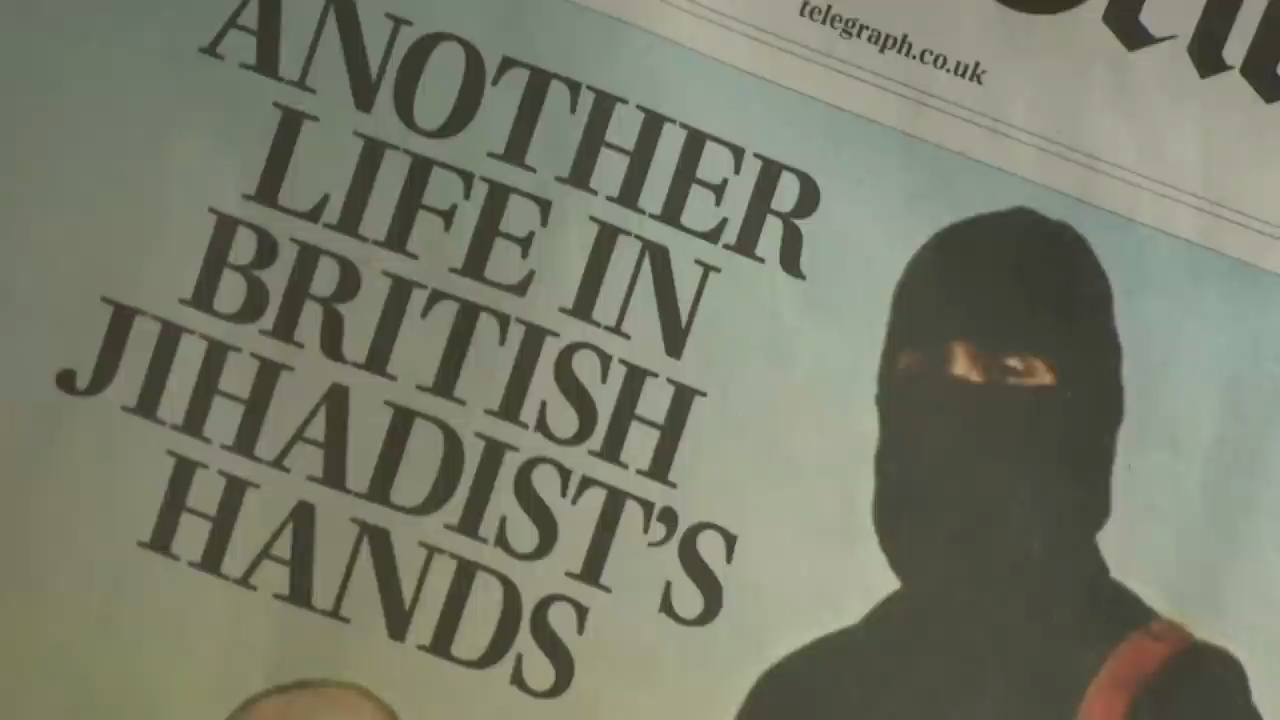 telegraph.co.uk
ANOTHER
LIFE IN
BRITISH
JIHADIST’S
HANDS